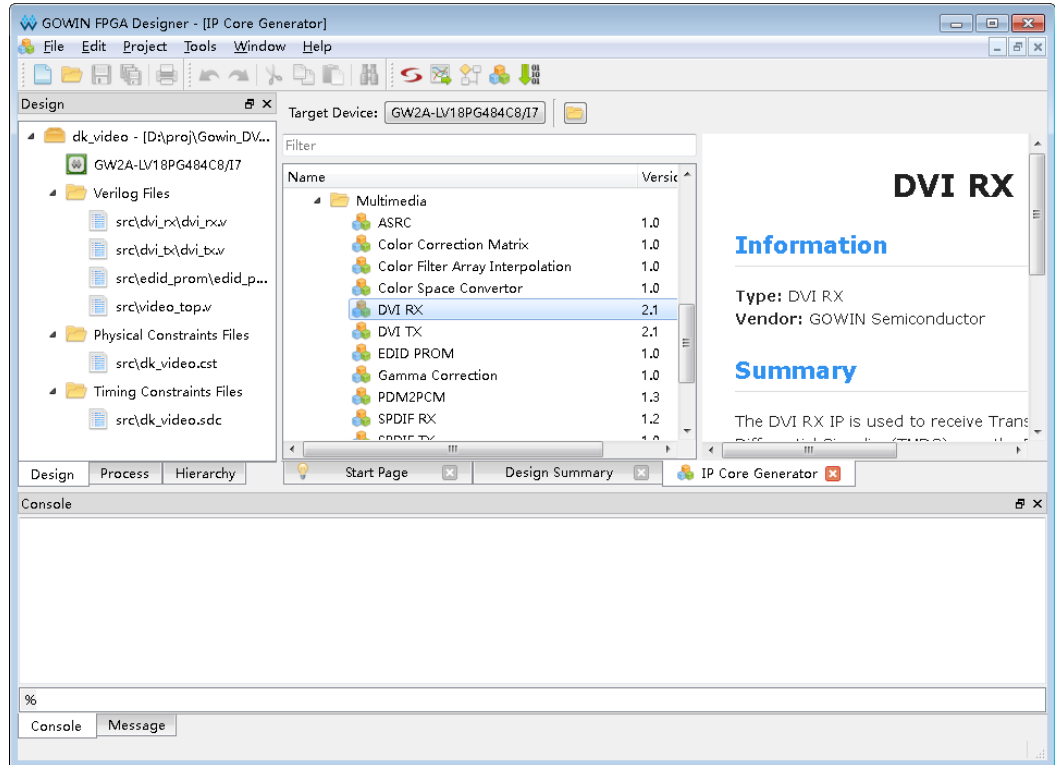 GOWIN FPGA Designer - [IP Core Generator]
File Edit Project Tools Window Help
Design
dk_video - [D:\proj\Gowin_DV...
GW2A-LV18PG484C8/I7
Verilog Files
src\dvi_rx\dvi_rx.v
src\dvi_tx\dvi_tx.v
src\edid_prom\edid_p...
src\video_top.v
Physical Constraints Files
src\dk_video.cst
Timing Constraints Files
src\dk_video.sdc
Design Process Hierarchy
Target Device: GW2A-LV18PG484C8/I7
Filter
Name Versic
Multimedia
ASRC 1.0
Color Correction Matrix 1.0
Color Filter Array Interpolation 1.0
Color Space Convertor 1.0
DVI RX 2.1
DVI TX 2.1
EDID PROM 1.0
Gamma Correction 1.0
PDM2PCM 1.3
SPDIF RX 1.2
SPDIF TX 1.0
DVI RX
Information
Type: DVI RX
Vendor: GOWIN Semiconductor
Summary
The DVI RX IP is used to receive Trans
Start Page Design Summary IP Core Generator
Console
%
Console Message